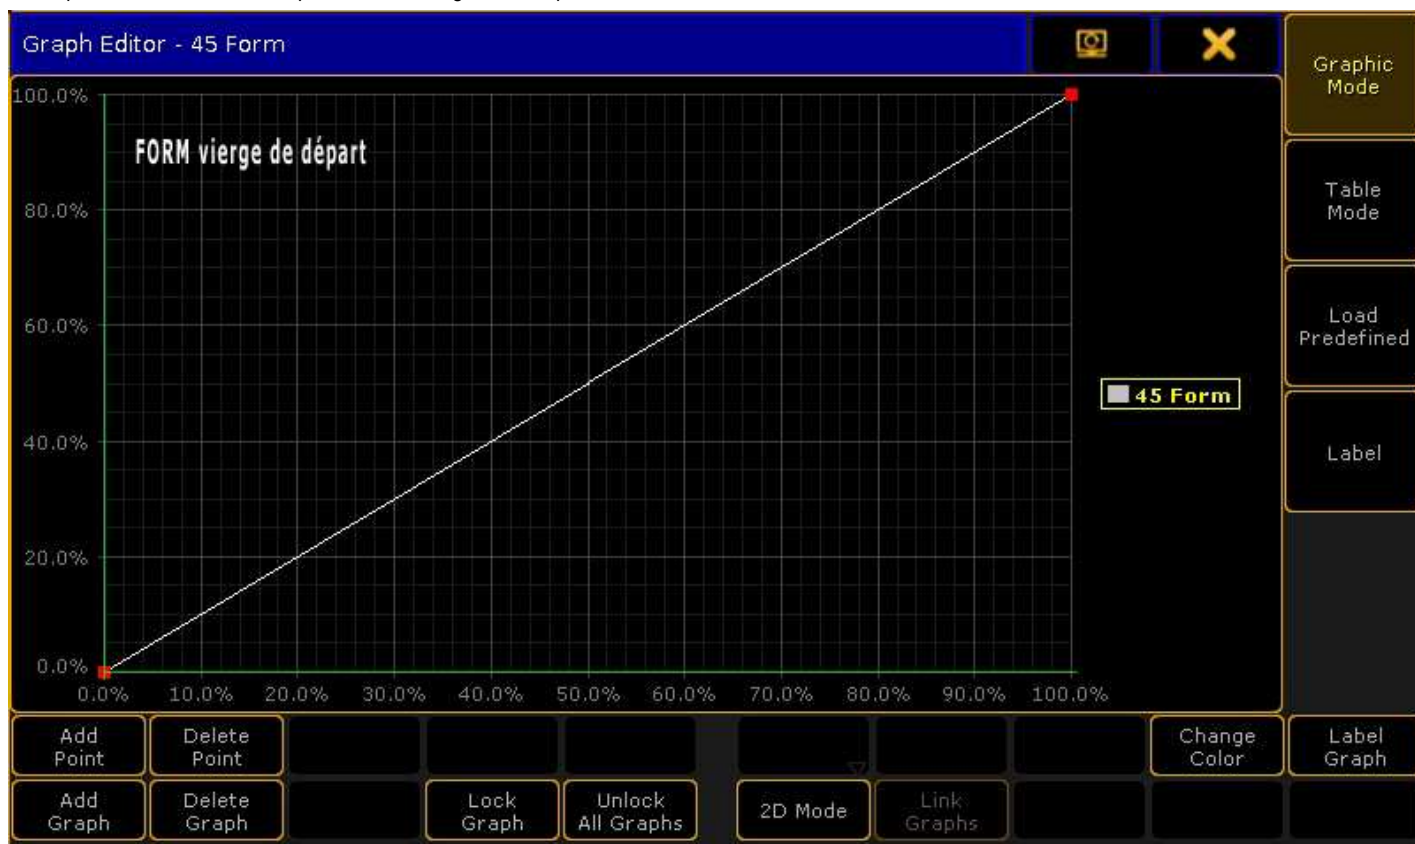 Graph Editor - 45 Form
Graphic
Mode
100.0%
FORM vierge de départ
80.0%
Table
Mode
60.0%
Load
Predefined
45 Form
40.0%
Label
20.0%
0.0%
0.0% 10.0% 20.0% 30.0% 40.0% 50.0% 60.0% 70.0% 80.0% 90.0% 100.0%
Add
Point
Delete
Point
Change
Color
Label
Graph
Add
Graph
Delete
Graph
Lock
Graph
Unlock
All Graphs
2D Mode
Link
Graphs